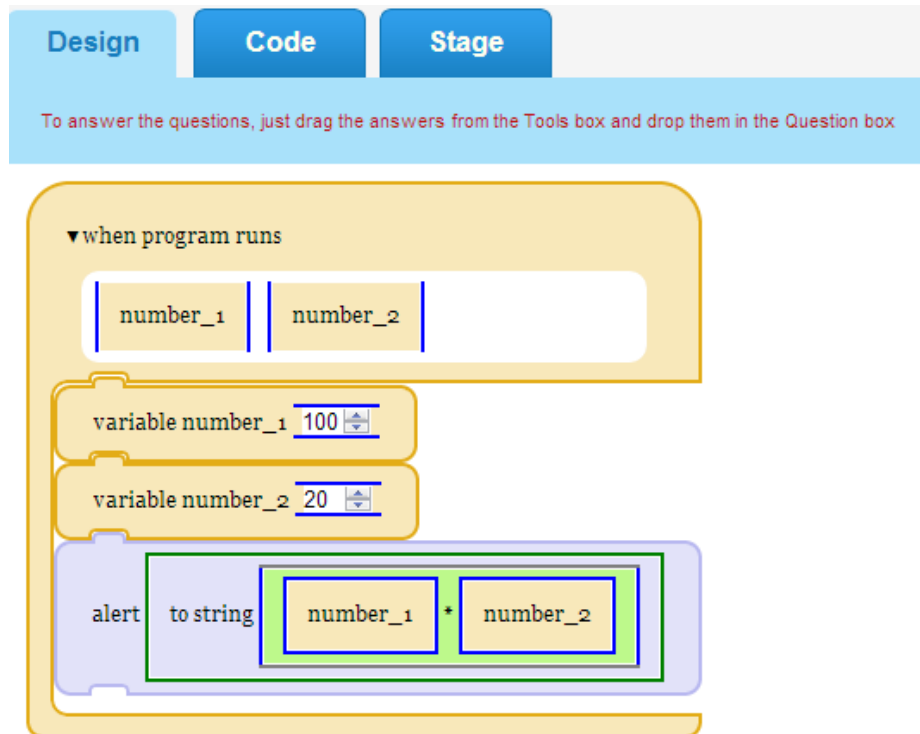 Design Code Stage
To answer the questions, just drag the answers from the Tools box and drop them in the Question box
▼when program runs
number_1 number_2
variable number_1 100
variable number_2 20
alert to string number_1 * number_2